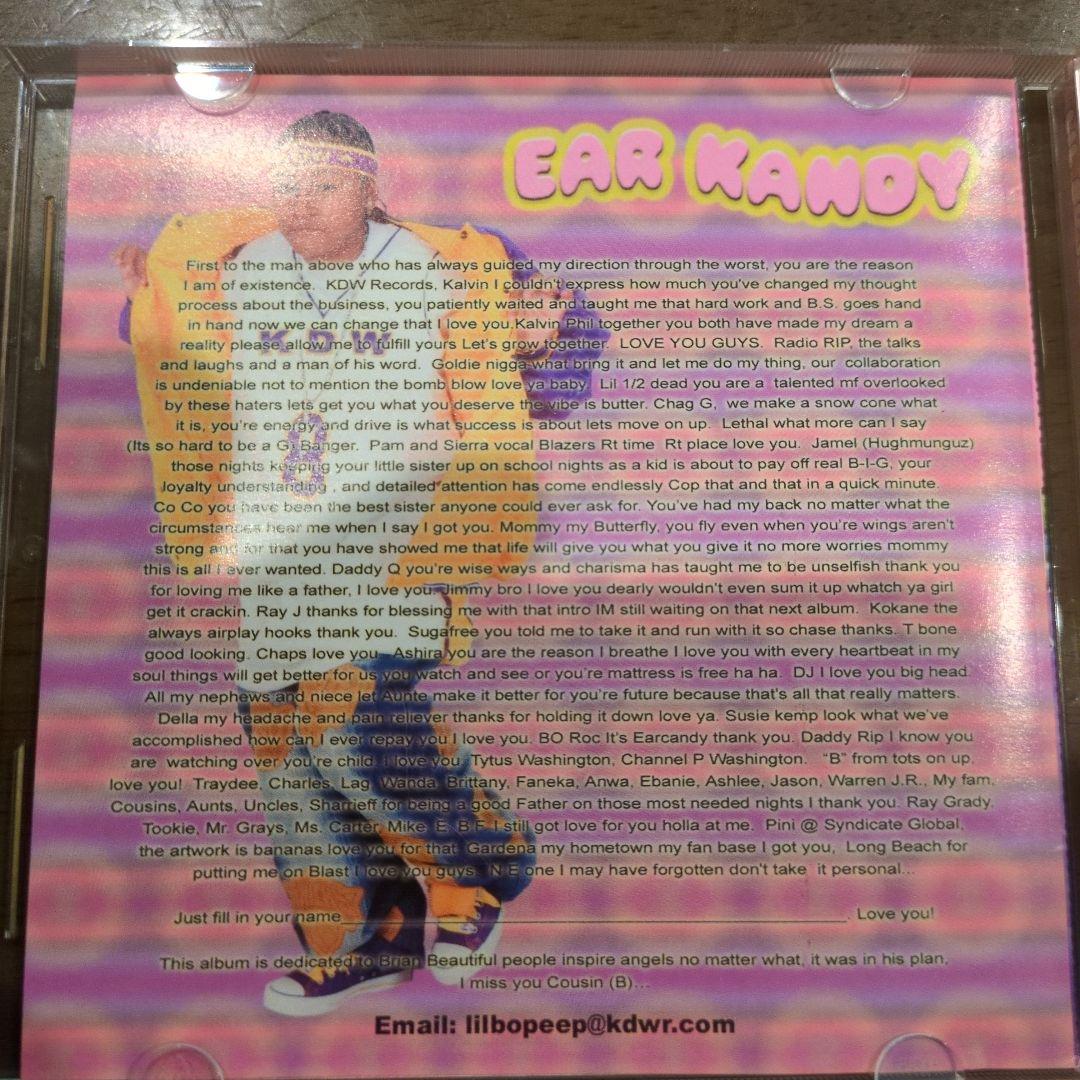 EAR KANDY
First to the man above who has always guided my direction through the worst, you are the reason
I am of existence. KDW Records, Kalvin I couldn't express how much you've changed my thought
process about the business, you patiently waited and taught me that hard work and B.S. goes hand
in hand now we can change that I love you.Kalvin Phil together you both have made my dream a
reality please allow me to fulfill yours Let's grow together. LOVE YOU GUYS. Radio RIP, the talks
and laughs and a man of his word. Goldie nigga what bring it and let me do my thing, our collaboration
is undeniable not to mention the bomb blow love ya baby. Lil 1/2 dead you are a talented mf overlooked
by these haters lets get you what you deserve the vibe is butter. Chag G, we make a snow cone what
it is, you're energy and drive is what success is about lets move on up. Lethal what more can I say
(Its so hard to be a G) Banger. Pam and Sierra vocal Blazers Rt time Rt place love you. Jamel (Hughmunguz)
those nights keeping your little sister up on school nights as a kid is about to pay off real B-I-G, your
loyalty understanding , and detailed attention has come endlessly Cop that and that in a quick minute.
Co Co you have been the best sister anyone could ever ask for. You've had my back no matter what the
circumstances hear me when I say I got you. Mommy my Butterfly, you fly even when you're wings aren't
strong and for that you have showed me that life will give you what you give it no more worries mommy
this is all I ever wanted. Daddy Q you're wise ways and charisma has taught me to be unselfish thank you
for loving me like a father, I love you. Jimmy bro I love you dearly wouldn't even sum it up whatch ya girl
get it crackin. Ray J thanks for blessing me with that intro IM still waiting on that next album. Kokane the
always airplay hooks thank you. Sugafree you told me to take it and run with it so chase thanks. T bone
good looking. Chaps love you. Ashira you are the reason I breathe I love you with every heartbeat in my
soul things will get better for us you watch and see or you're mattress is free ha ha. DJ I love you big head.
All my nephews and niece let Aunte make it better for you're future because that's all that really matters.
Della my headache and pain reliever thanks for holding it down love ya. Susie kemp look what we've
accomplished how can I ever repay you I love you. BO Roc It's Earcandy thank you. Daddy Rip I know you
are watching over you're child. I love you. Tytus Washington, Channel P Washington. "B" from tots on up,
love you! Traydee, Charles, Lag, Wanda, Brittany, Faneka, Anwa, Ebanie, Ashlee, Jason, Warren J.R., My fam,
Cousins, Aunts, Uncles, Sharrieff for being a good Father on those most needed nights I thank you. Ray Grady,
Tookie, Mr. Grays, Ms. Carter, Mike E. B.F. I still got love for you holla at me. Pini @ Syndicate Global,
the artwork is bananas love you for that. Gardena my hometown my fan base I got you, Long Beach for
putting me on Blast I love you guys. N E one I may have forgotten don't take it personal...
Just fill in your name____________________. Love you!
This album is dedicated to Brian Beautiful people inspire angels no matter what, it was in his plan,
I miss you Cousin (B)...
Email: lilbopeep@kdwr.com
KDW
8